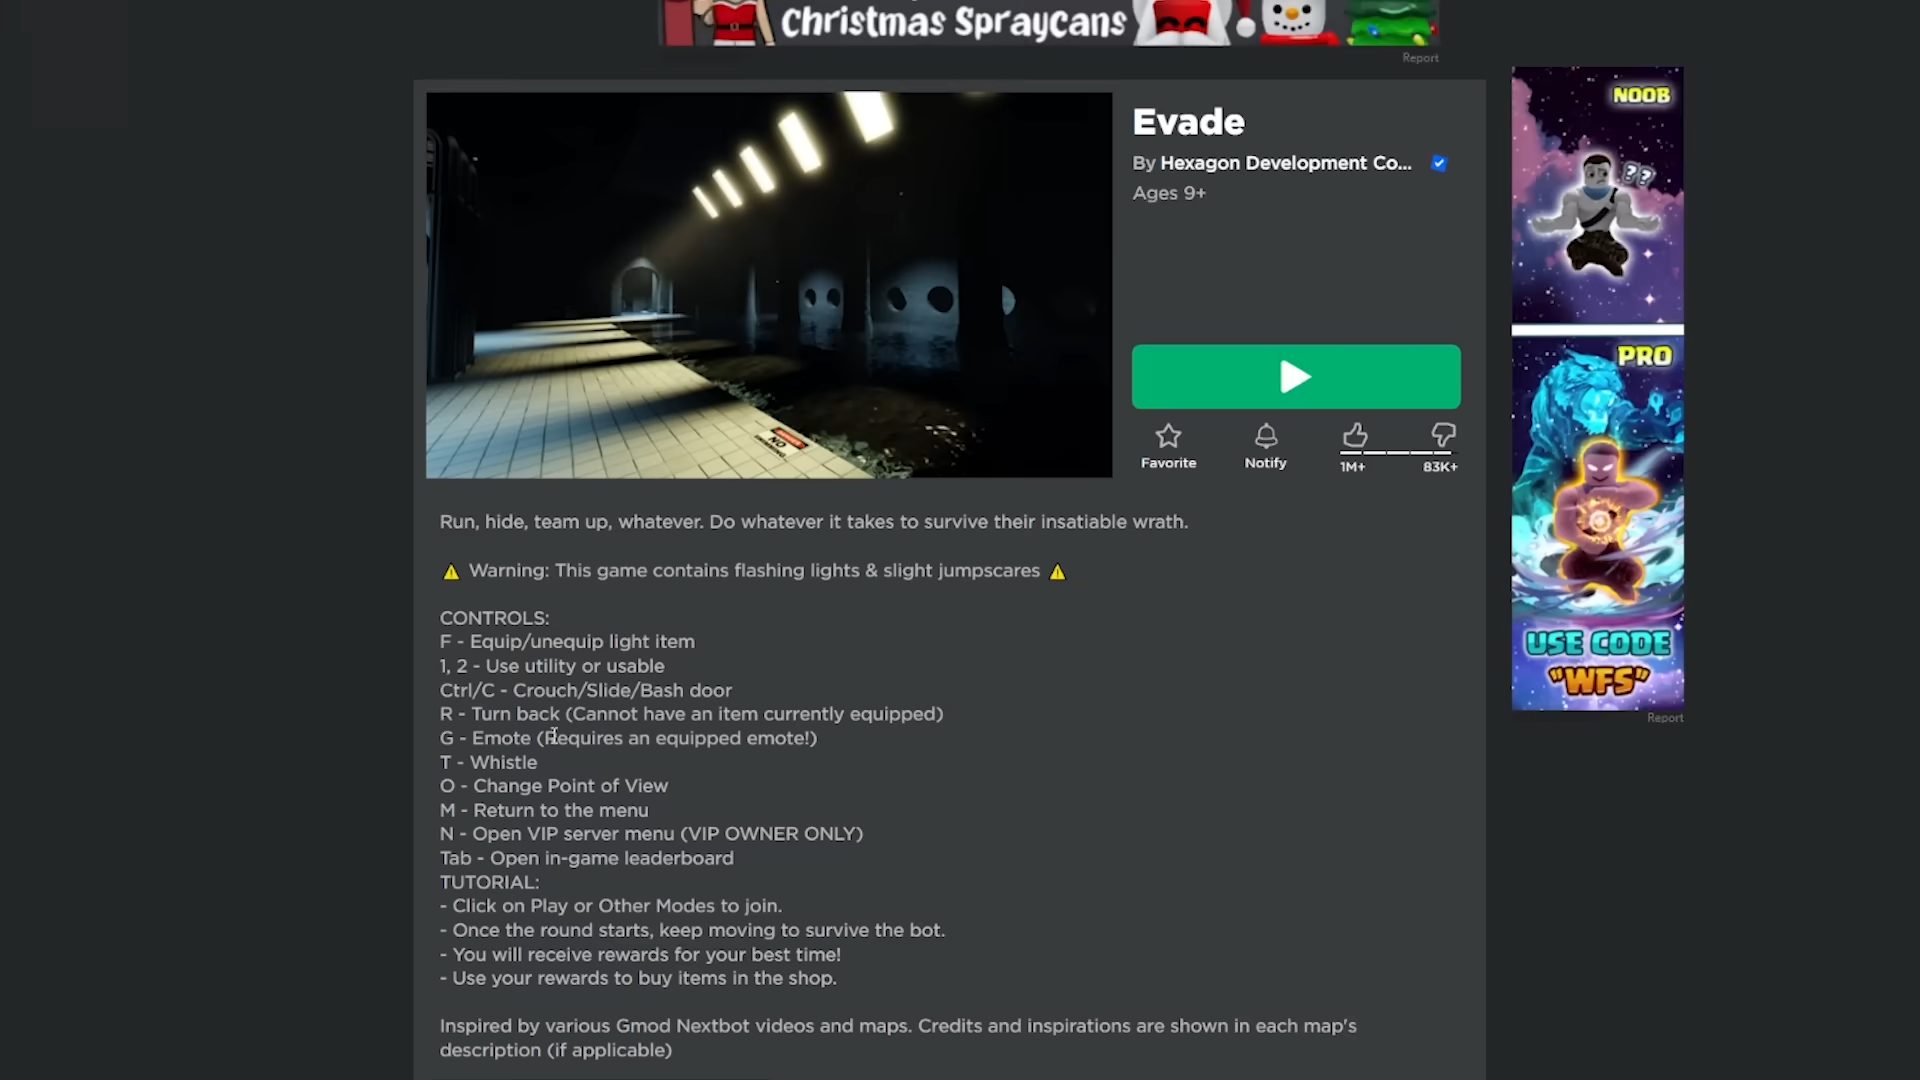 Christmas Spraycans
Report
Evade
By Hexagon Development Co...
Ages 9+
Favorite
Notify
1M+
83K+
Run, hide, team up, whatever. Do whatever it takes to survive their insatiable wrath.
Warning: This game contains flashing lights & slight jumpscares
CONTROLS:
F - Equip/unequip light item
1, 2 - Use utility or usable
Ctrl/C - Crouch/Slide/Bash door
R - Turn back (Cannot have an item currently equipped)
G - Emote (Requires an equipped emote!)
T - Whistle
O - Change Point of View
M - Return to the menu
N - Open VIP server menu (VIP OWNER ONLY)
Tab - Open in-game leaderboard
TUTORIAL:
- Click on Play or Other Modes to join.
- Once the round starts, keep moving to survive the bot.
- You will receive rewards for your best time!
- Use your rewards to buy items in the shop.
Inspired by various Gmod Nextbot videos and maps. Credits and inspirations are shown in each map's
description (if applicable)
NOOB
??
PRO
USE CODE
"WFS"
Report
NO